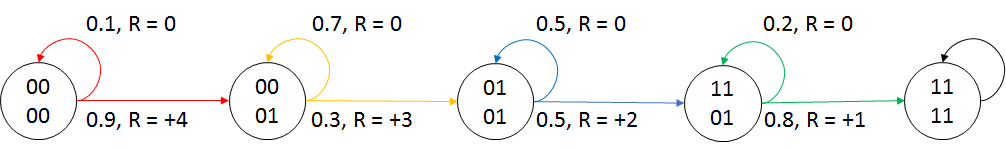 0.1, R = 0
0.7, R = 0
0.5, R = 0
0.2, R = 0
00
00
00
01
01
01
11
01
11
11
0.9, R = +4
0.3, R = +3
0.5, R = +2
0.8, R = +1